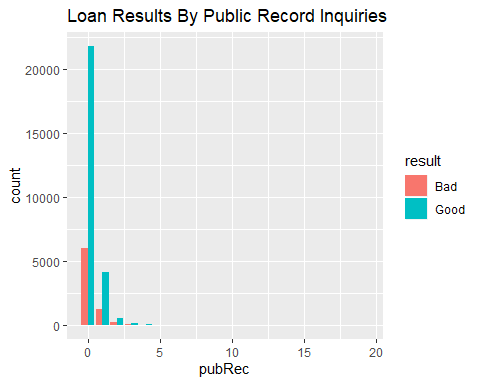 Loan Results By Public Record Inquiries
count
20000
15000
10000
5000
0
0 5 10 15 20
pubRec
result
Bad
Good